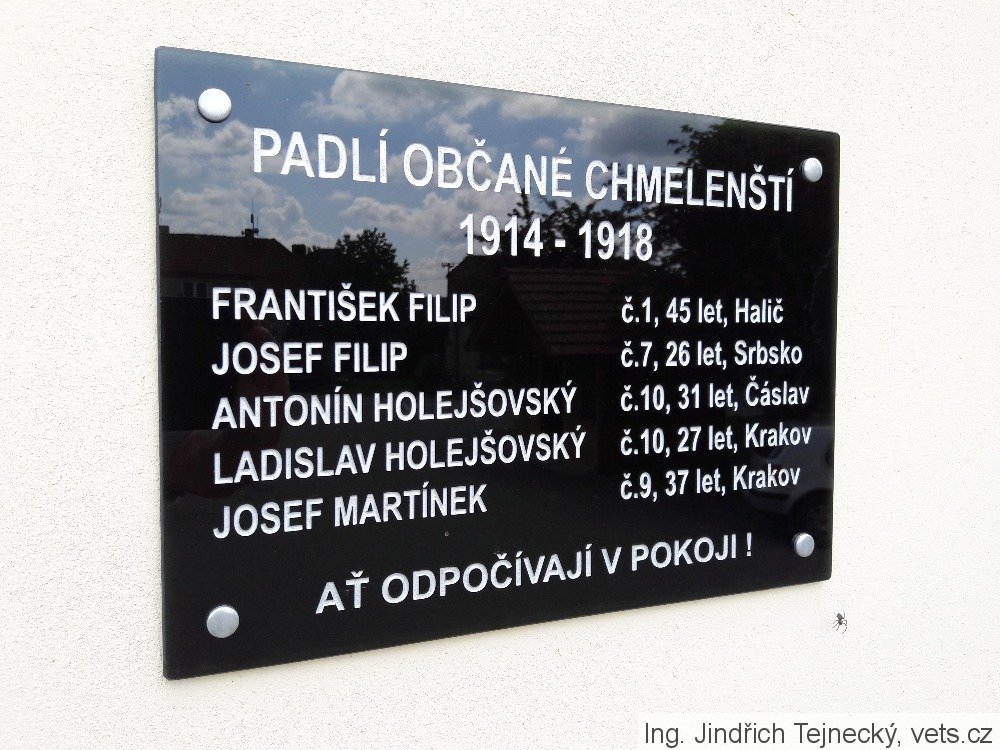 PADLÍ OBČANÉ CHMELENŠTÍ
1914 - 1918
FRANTIŠEK FILIP č.1, 45 let, Halič
JOSEF FILIP č.7, 26 let, Srbsko
ANTONÍN HOLEJŠOVSKÝ č.10, 31 let, Čáslav
LADISLAV HOLEJŠOVSKÝ č.10, 27 let, Krakov
JOSEF MARTÍNEK č.9, 37 let, Krakov
AŤ ODPOČÍVAJÍ V POKOJI !
Ing. Jindřich Tejnecký, vets.cz